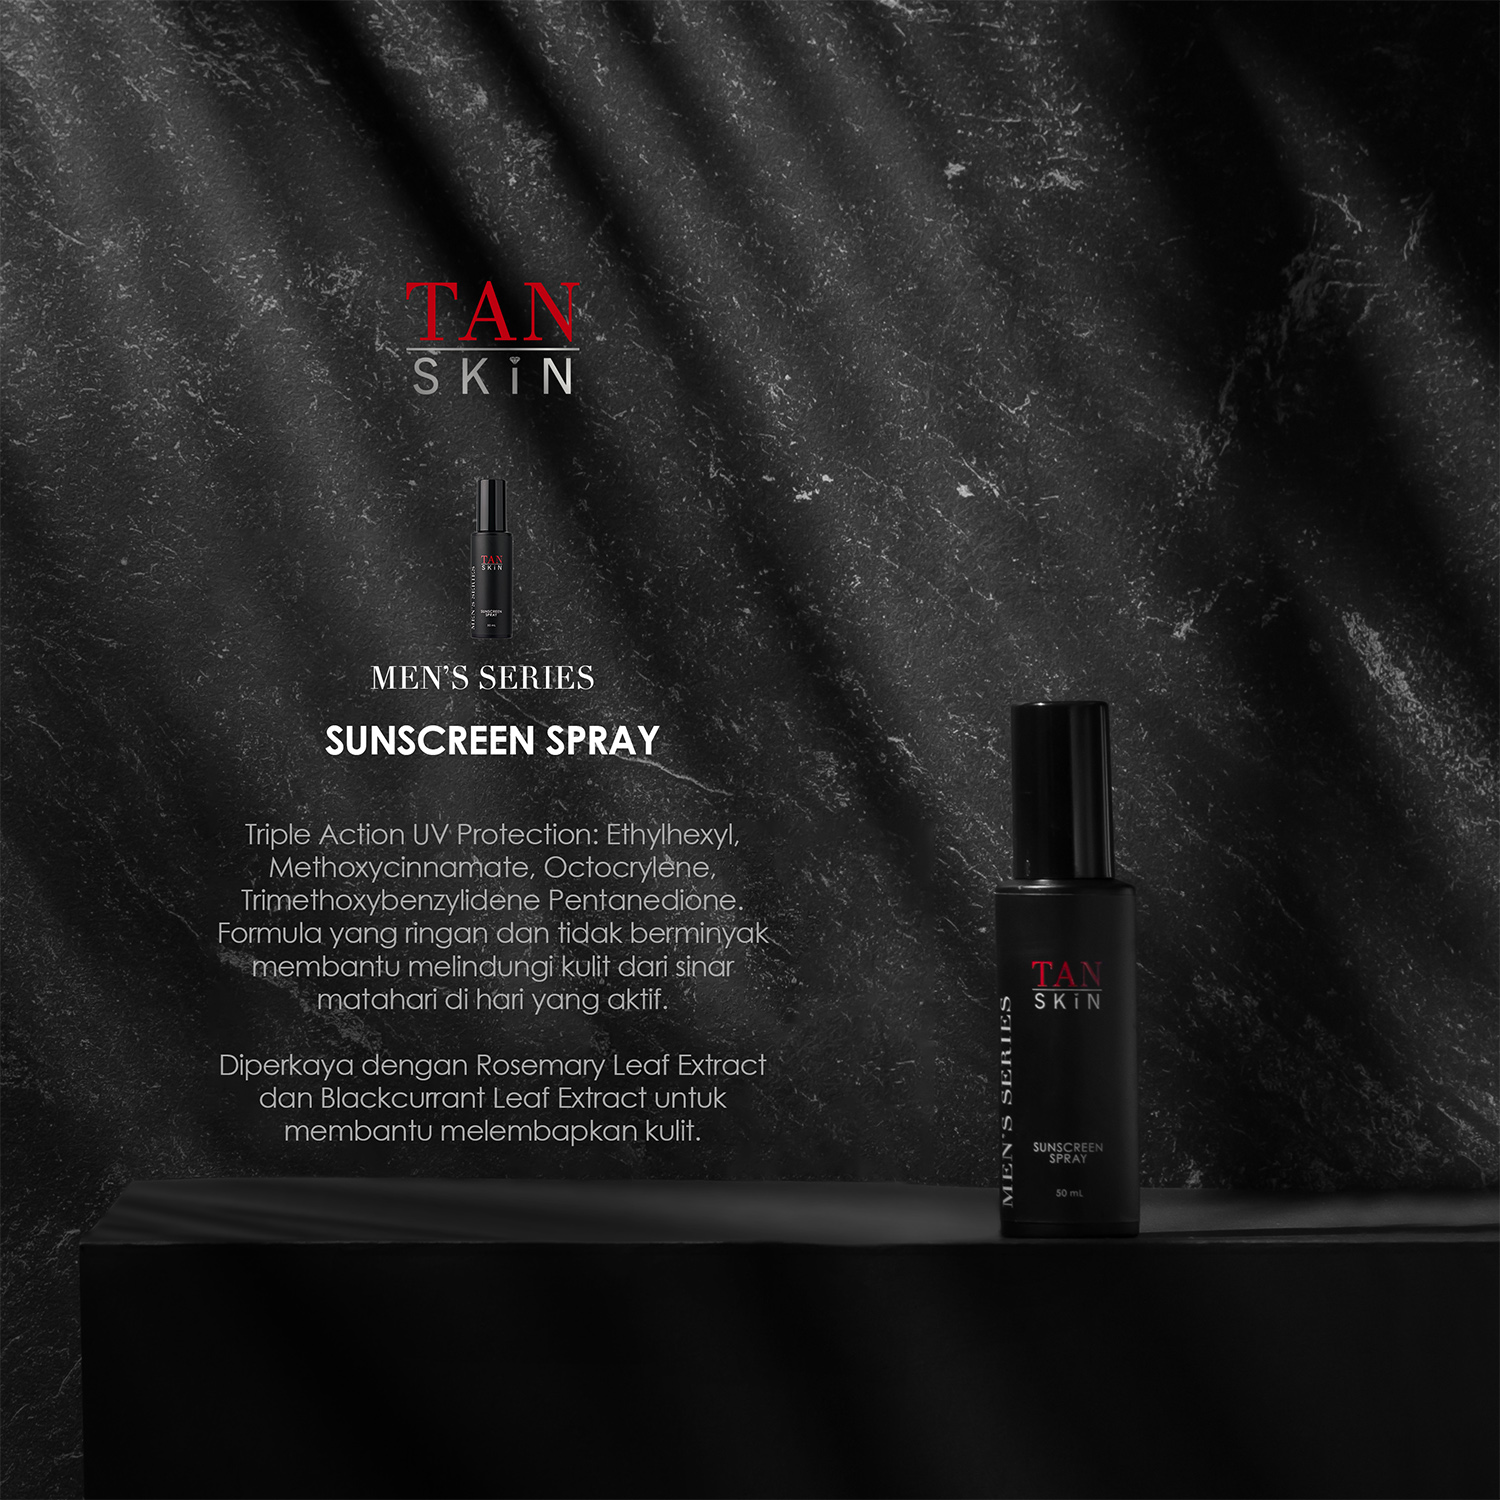 TAN
SKiN
TAN
SKiN
MEN'S SERIES
SUNSCREEN
SPRAY
50 mL
MEN'S SERIES
SUNSCREEN SPRAY
Triple Action UV Protection: Ethylhexyl,
Methoxycinnamate, Octocrylene,
Trimethoxybenzylidene Pentanedione.
Formula yang ringan dan tidak berminyak
membantu melindungi kulit dari sinar
matahari di hari yang aktif.
Diperkaya dengan Rosemary Leaf Extract
dan Blackcurrant Leaf Extract untuk
membantu melembapkan kulit.
TAN
SKiN
MEN'S SERIES
SUNSCREEN
SPRAY
50 mL